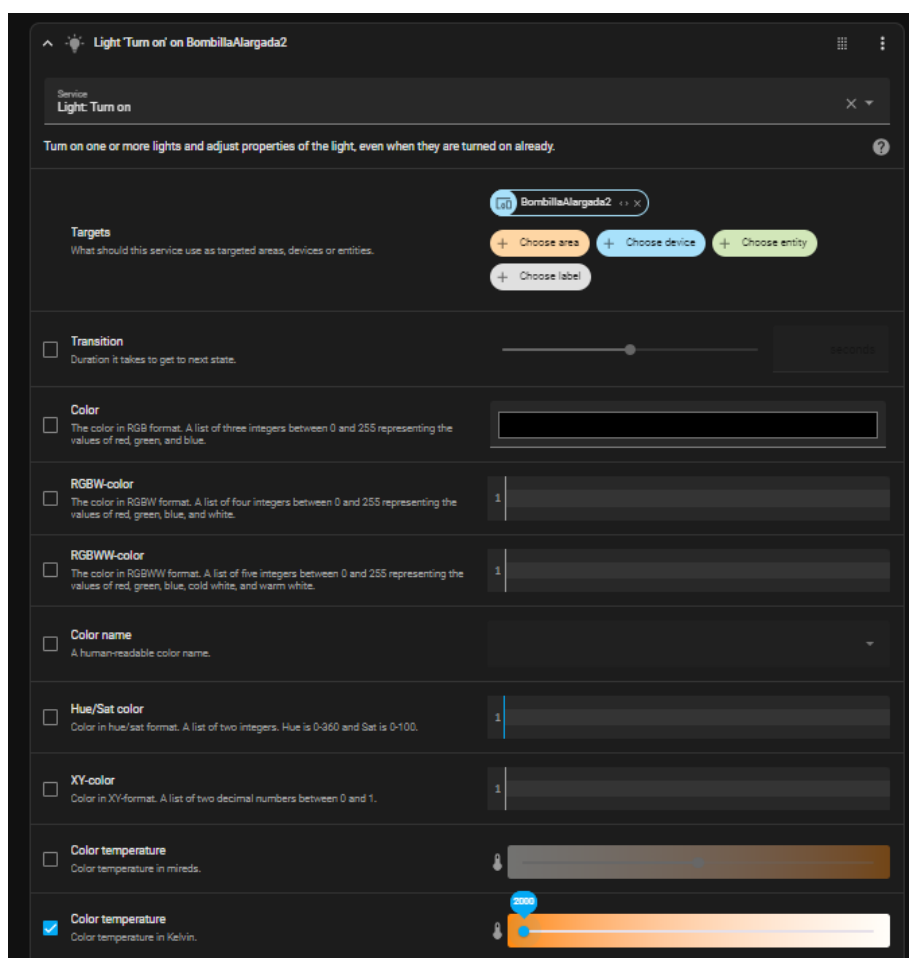 Light 'Turn on' on BombillaAlargada2
Service
Light: Turn on
Turn on one or more lights and adjust properties of the light, even when they are turned on already.
BombillaAlargada2
Targets
What should this service use as targeted areas, devices or entities.
Choose area
Choose device
Choose entity
Choose label
Transition
Duration it takes to get to next state.
seconds
Color
The color in RGB format. A list of three integers between 0 and 255 representing the
values of red, green, and blue.
RGBW-color
The color in RGBW format. A list of four integers between 0 and 255 representing the
values of red, green, blue, and white.
1
RGBWW-color
The color in RGBWW format. A list of five integers between 0 and 255 representing the
values of red, green, blue, cold white, and warm white.
1
Color name
A human-readable color name.
Hue/Sat color
Color in hue/sat format. A list of two integers. Hue is 0-360 and Sat is 0-100.
1
XY-color
Color in XY-format. A list of two decimal numbers between 0 and 1.
1
Color temperature
Color temperature in mireds.
Color temperature
Color temperature in Kelvin.
2000